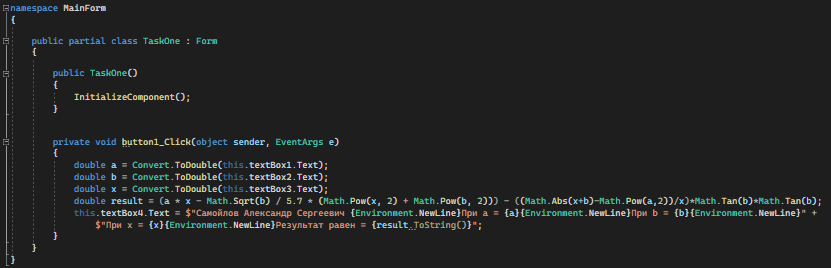 namespace MainForm
{
public partial class TaskOne : Form
{
public TaskOne()
{
InitializeComponent();
}
private void button1_Click(object sender, EventArgs e)
{
double a = Convert.ToDouble(this.textBox1.Text);
double b = Convert.ToDouble(this.textBox2.Text);
double x = Convert.ToDouble(this.textBox3.Text);
double result = (a * x - Math.Sqrt(b) / 5.7 * (Math.Pow(x, 2) + Math.Pow(b, 2))) - ((Math.Abs(x+b)-Math.Pow(a,2))/x)*Math.Tan(b)*Math.Tan(b);
this.textBox4.Text = $"Самойлов Александр Сергеевич {Environment.NewLine}При a = {a}{Environment.NewLine}При b = {b}{Environment.NewLine}" +
$"При x = {x}{Environment.NewLine}Результат равен = {result.ToString()}";
}
}
}